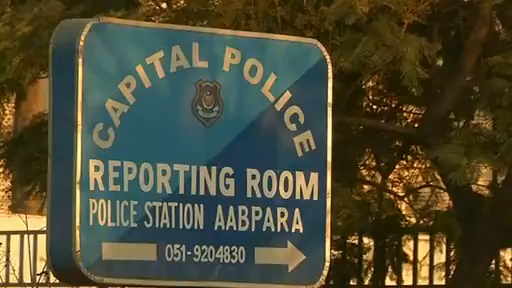 CAPITAL POLICE
REPORTING ROOM
POLICE STATION AABPARA
051-9204830